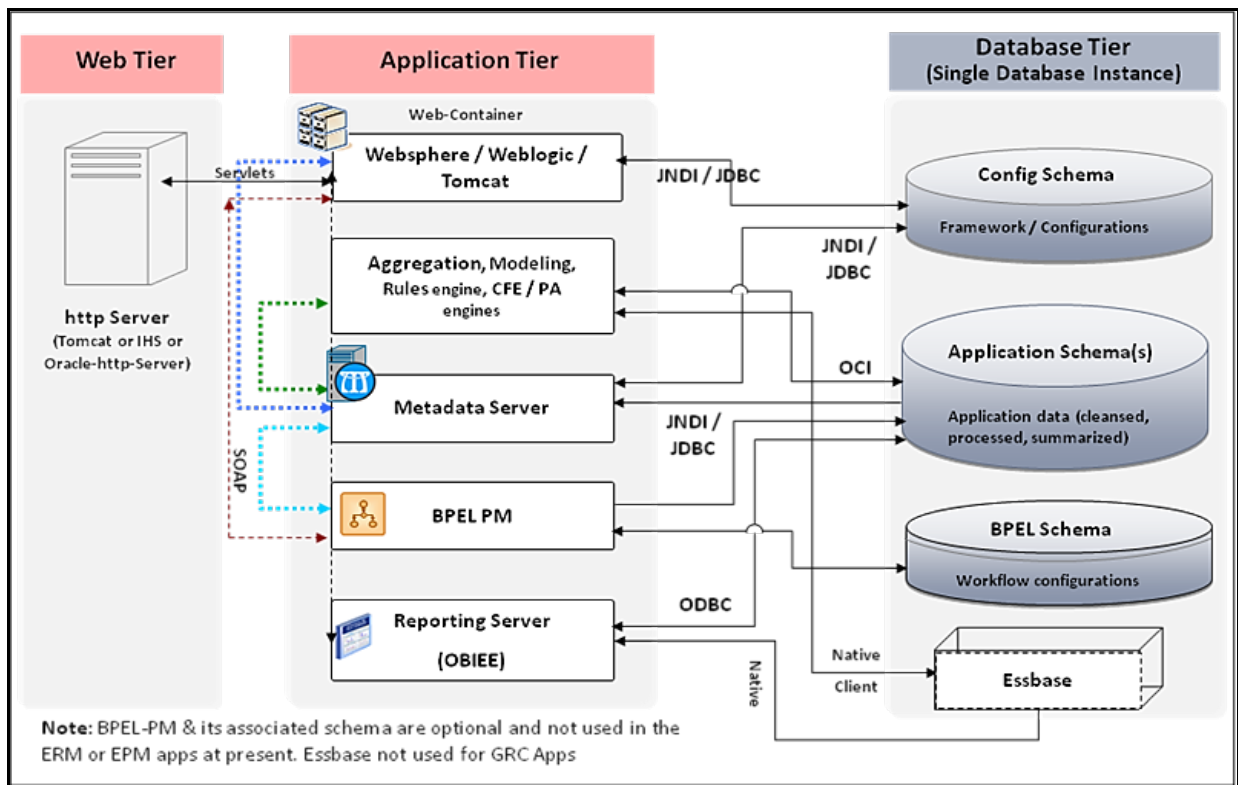 Web Tier
Application Tier
Database Tier
(Single Database Instance)
Web-Container
Websphere / Weblogic /
Tomcat
Servlets
JNDI / JDBC
Config Schema
Framework / Configurations
JNDI /
JDBC
Aggregation, Modeling,
Rules engine, CFE / PA
engines
http Server
(Tomcat or IHS or
Oracle-http-Server)
OCI
Application Schema(s)
Application data (cleansed,
processed, summarized)
Metadata Server
JNDI /
JDBC
SOAP
BPEL PM
BPEL Schema
Workflow configurations
ODBC
Reporting Server
(OBIEE)
Native
Native
Client
Essbase
Note: BPEL-PM & its associated schema are optional and not used in the
ERM or EPM apps at present. Essbase not used for GRC Apps